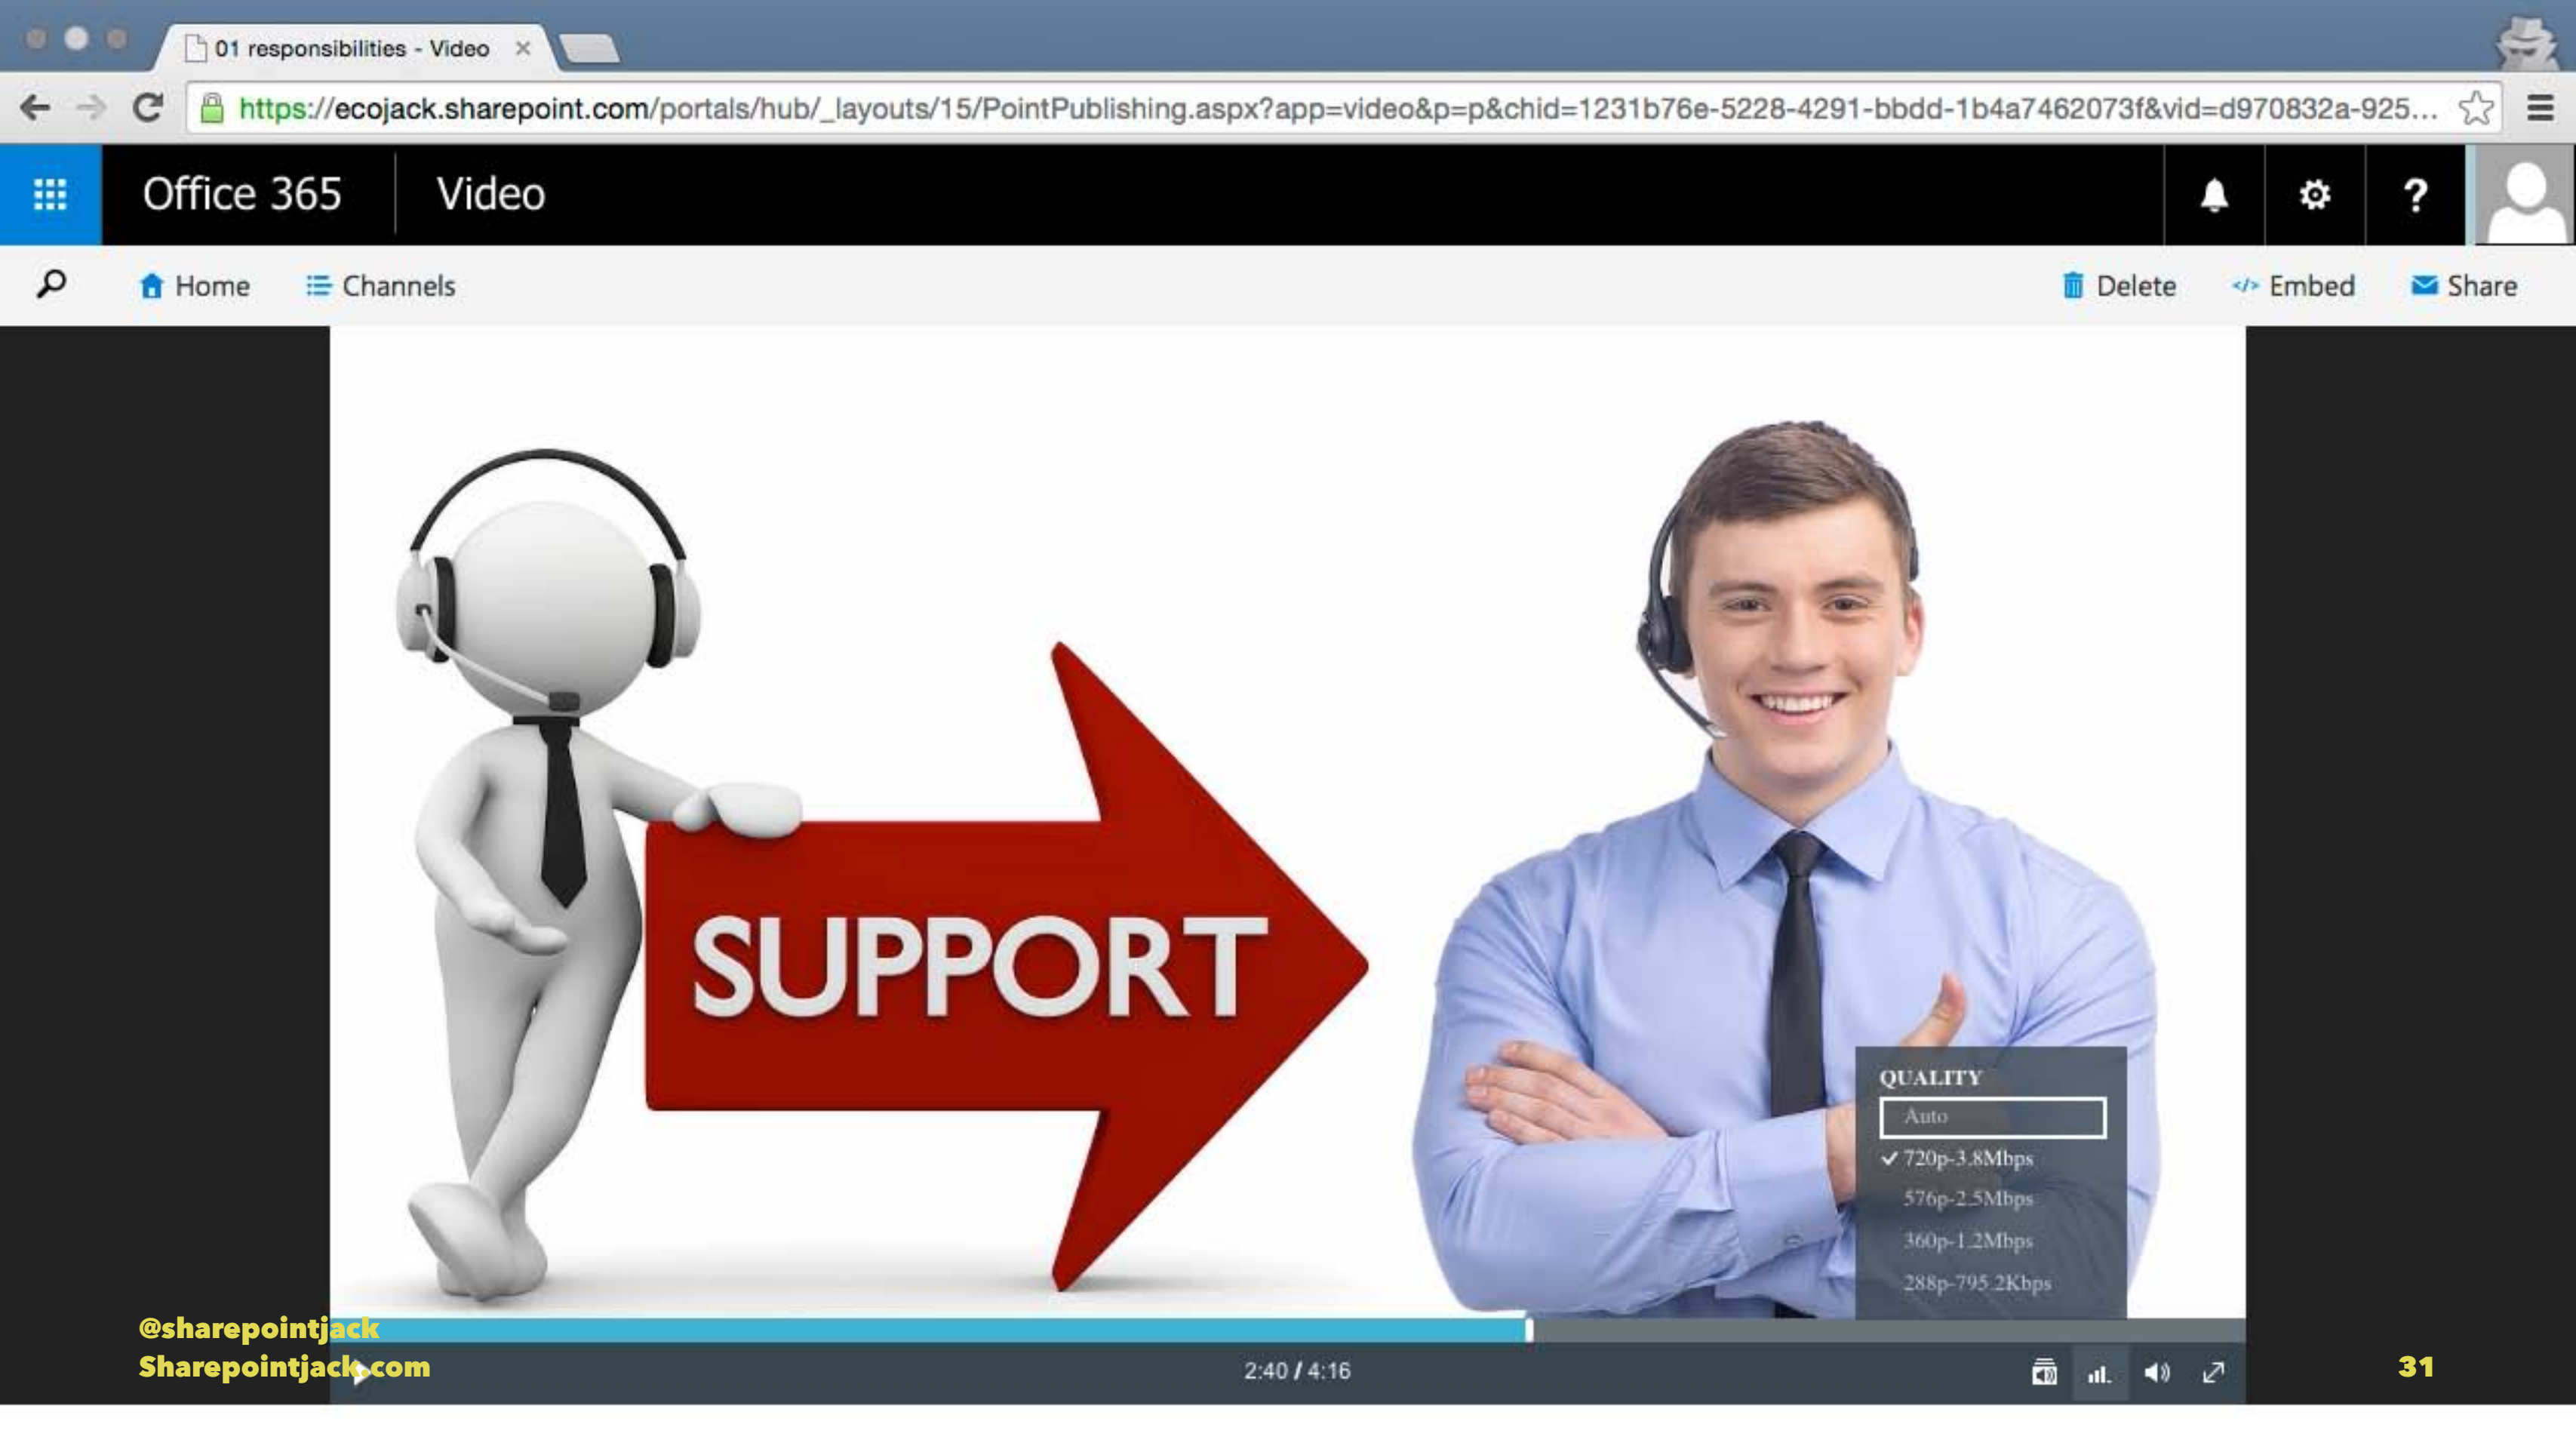 01 responsibilities - Video
https://ecojack.sharepoint.com/portals/hub/_layouts/15/PointPublishing.aspx?app=video&p=p&chid=1231b76e-5228-4291-bbdd-1b4a7462073f&vid=d970832a-925...
Office 365 Video
Home Channels Delete </> Embed Share
SUPPORT
QUALITY
Auto
720p-3.8Mbps
576p-2.5Mbps
360p-1.2Mbps
288p-795.2Kbps
@sharepointjack
Sharepointjack.com
2:40 / 4:16
31